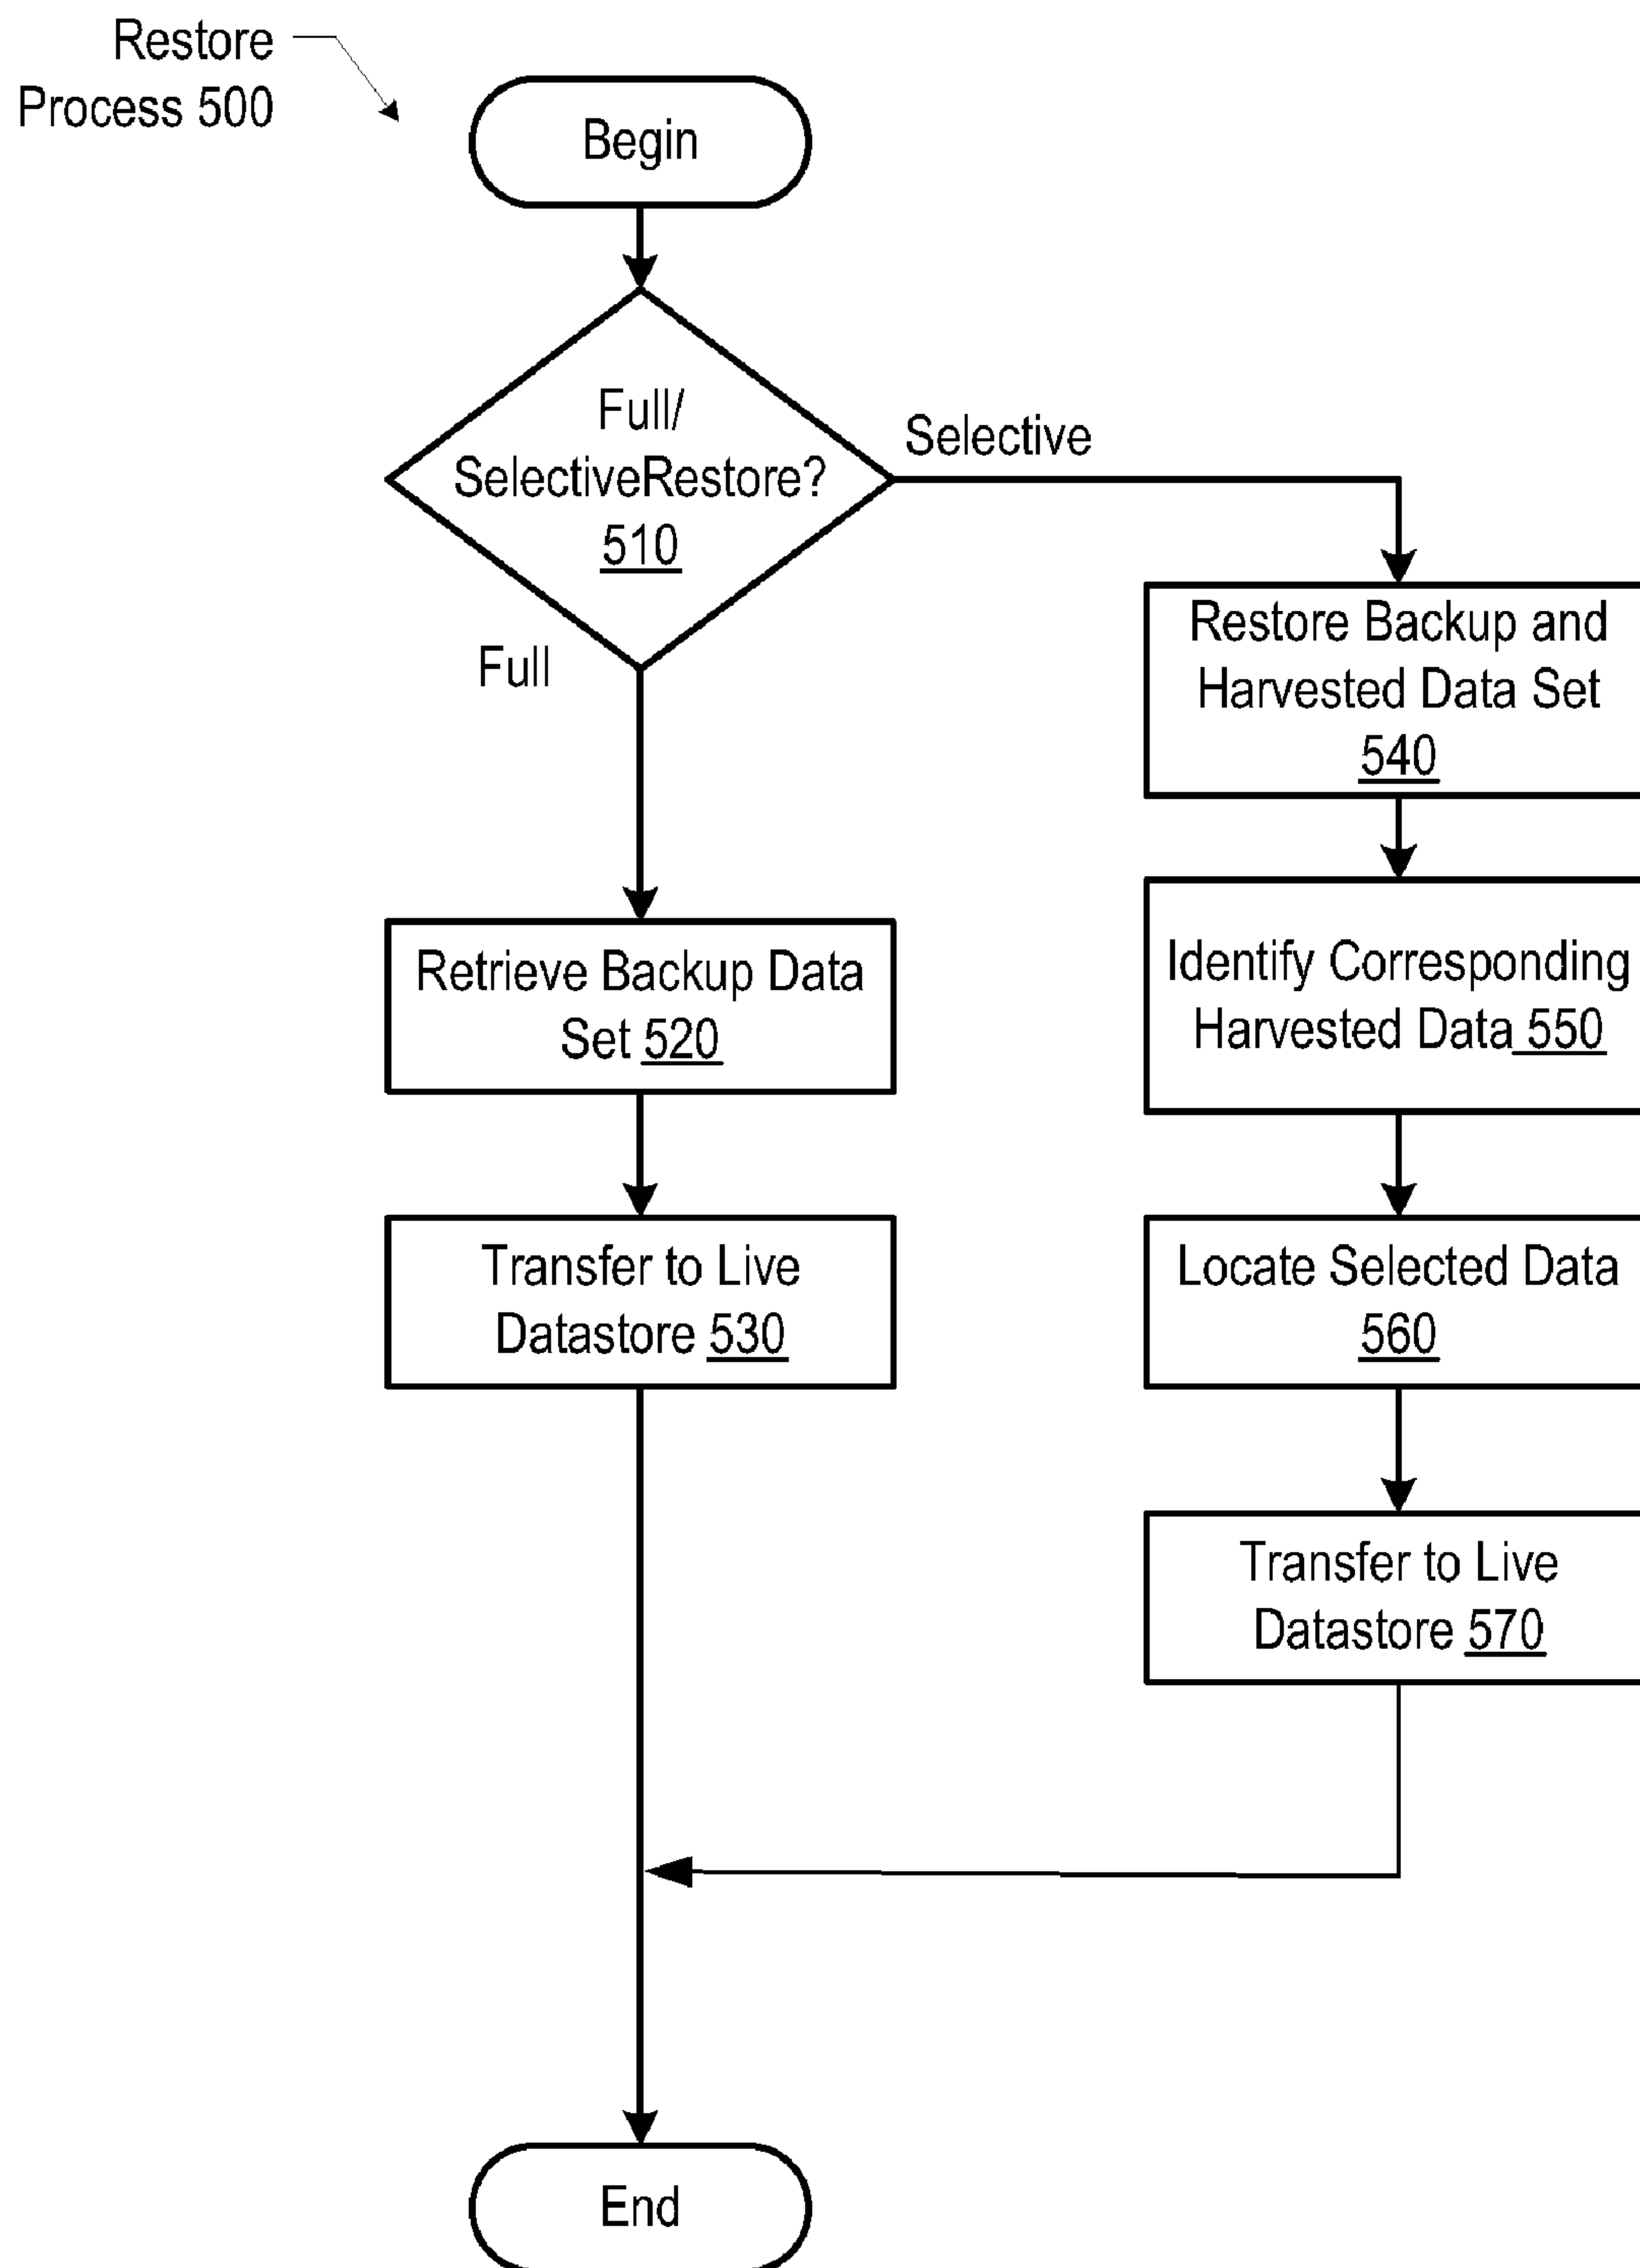 Restore
Process 500
Begin
Full/
SelectiveRestore?
510
Selective
Full
Restore Backup and
Harvested Data Set
540
Identify Corresponding
Harvested Data 550
Retrieve Backup Data
Set 520
Transfer to Live
Datastore 530
Locate Selected Data
560
Transfer to Live
Datastore 570
End